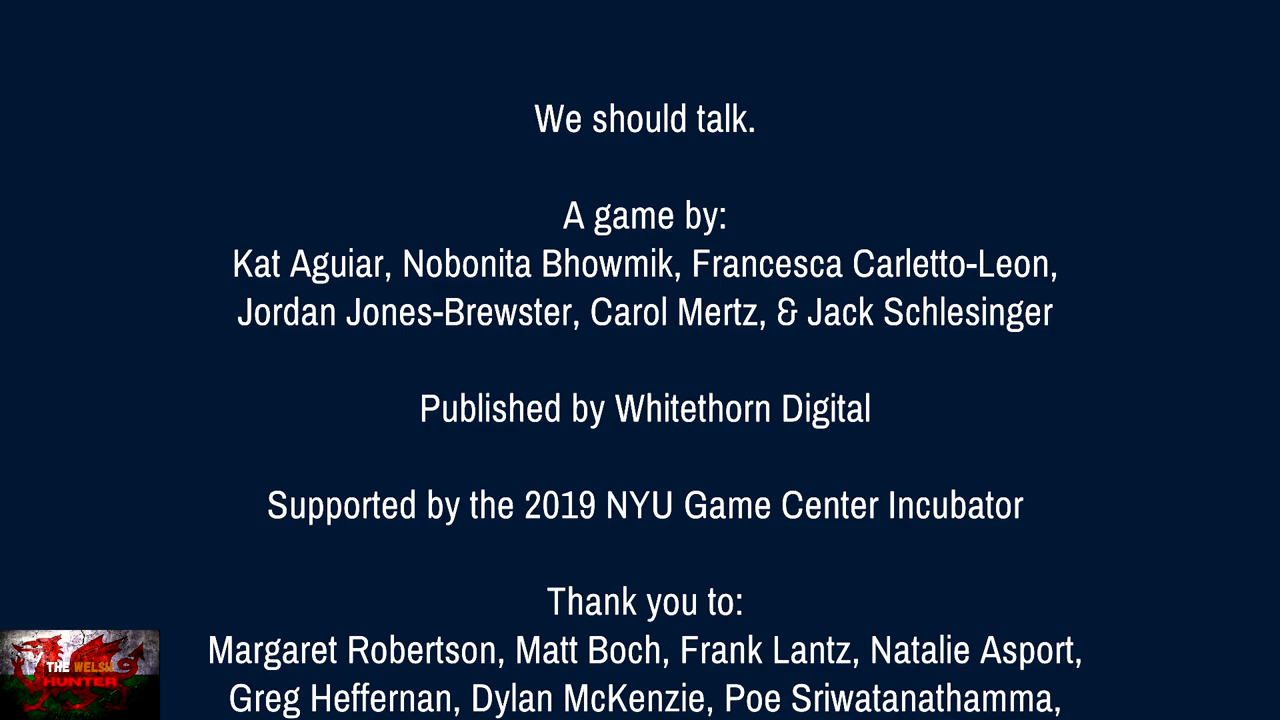 We should talk.
A game by:
Kat Aguiar, Nobonita Bhowmik, Francesca Carletto-Leon,
Jordan Jones-Brewster, Carol Mertz, & Jack Schlesinger
Published by Whitethorn Digital
Supported by the 2019 NYU Game Center Incubator
Thank you to:
Margaret Robertson, Matt Boch, Frank Lantz, Natalie Asport,
Greg Heffernan, Dylan McKenzie, Poe Sriwatanathamma,
THE WELSH
HUNTER